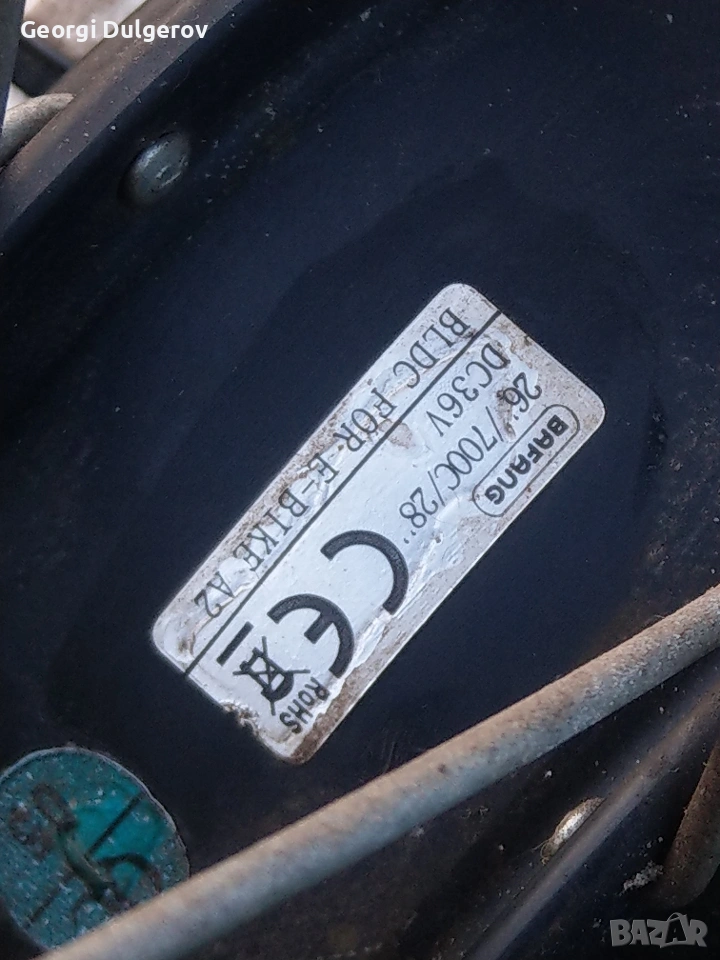 Georgi Dulgerov
BLDC FOR E-BIKE A2
DC36V
26"/700C/28"
BAFANG
CE
RoHS
BAZAR